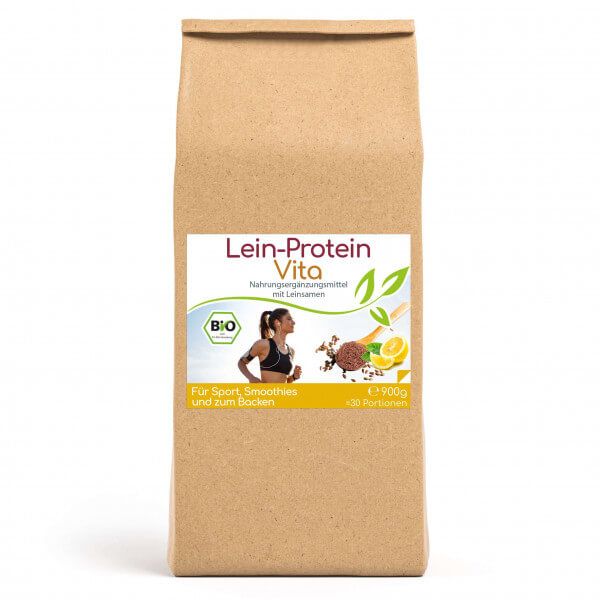 Lein-Protein
Vita
Nahrungsergänzungsmittel
mit Leinsamen
BIO
Für Sport, Smoothies
und zum Backen
℮ 900g
=30 Portionen